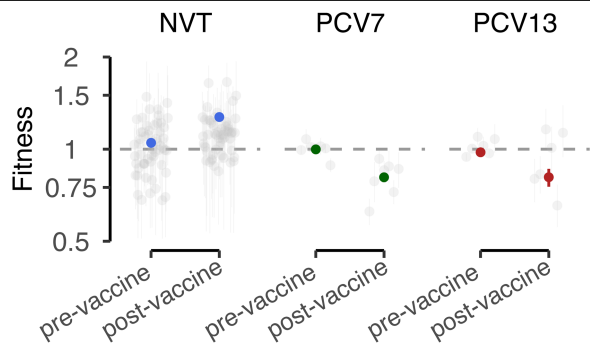 NVT PCV7 PCV13
Fitness
2
1.5
1
0.75
0.5
pre-vaccine post-vaccine pre-vaccine post-vaccine pre-vaccine post-vaccine